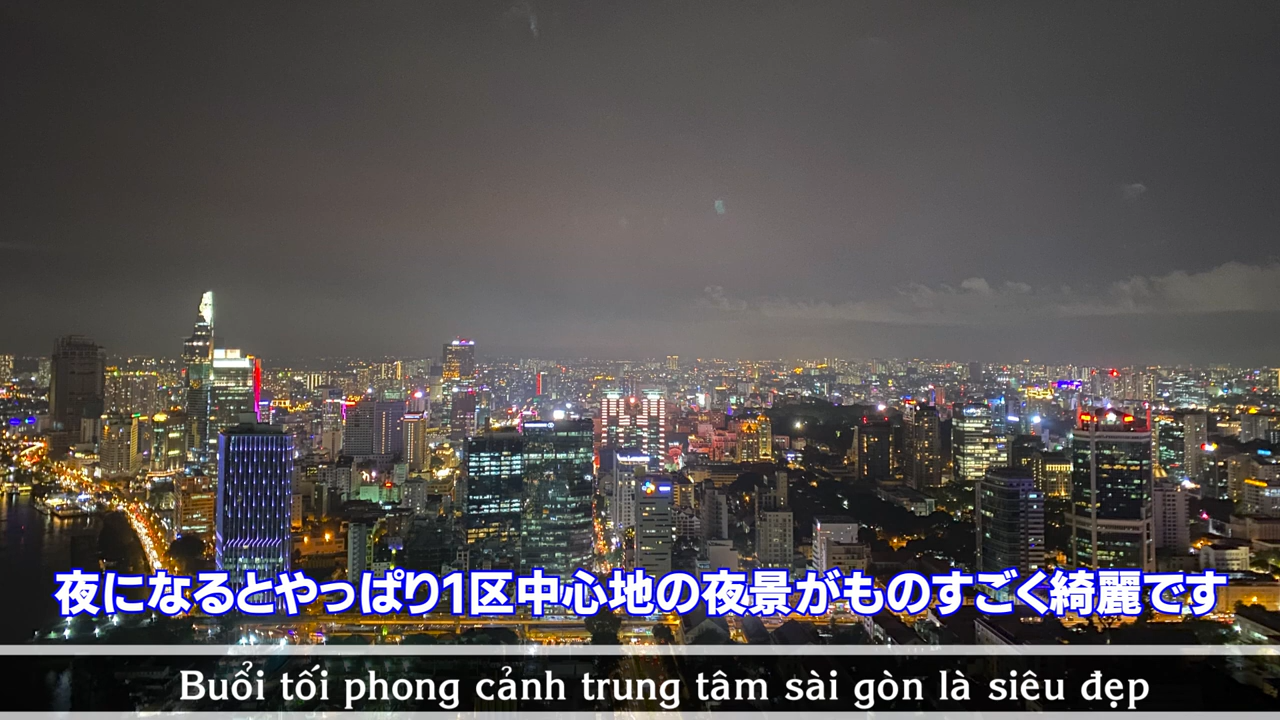 夜になるとやっぱり1区中心地の夜景がものすごく綺麗です
Buổi tối phong cảnh trung tâm sài gòn là siêu đẹp